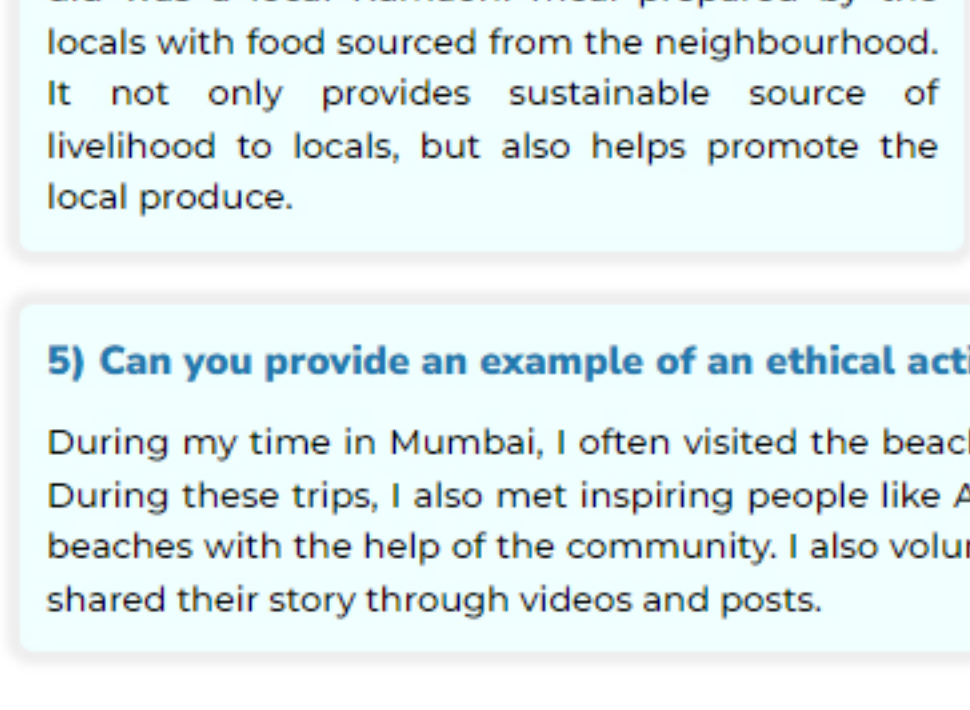 locals with food sourced from the neighbourhood.
It not only provides sustainable source of
livelihood to locals, but also helps promote the
local produce.
5) Can you provide an example of an ethical
During my time in Mumbai, I often visited the
During these trips, I also met inspiring people like
beaches with the help of the community. I also
shared their story through videos and posts.